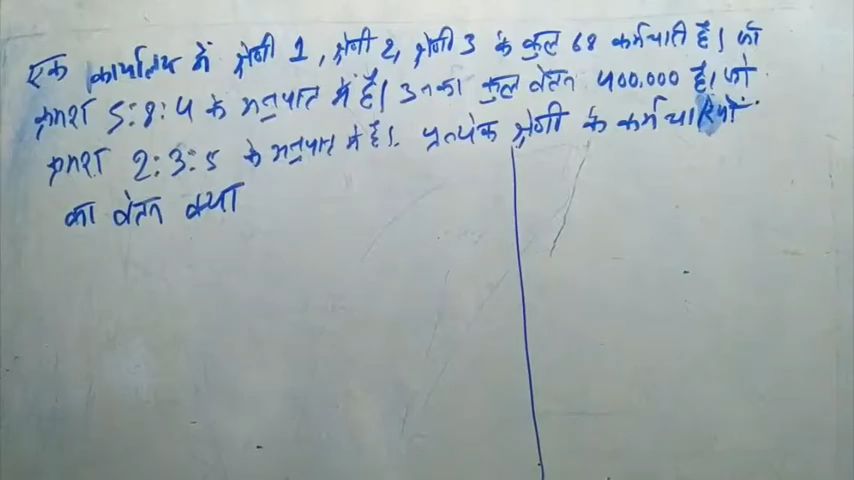 एक कार्यालय में श्रेणी 1, श्रेणी 2, श्रेणी 3 के कुल 68 कर्मचारी है। जो
क्रमश 5:8:4 के अनुपात में है। उनका कुल वेतन 400,000 है। जो
क्रमश 2:3:5 के अनुपात में है। प्रत्येक श्रेणी के कर्मचारियों
का वेतन क्या